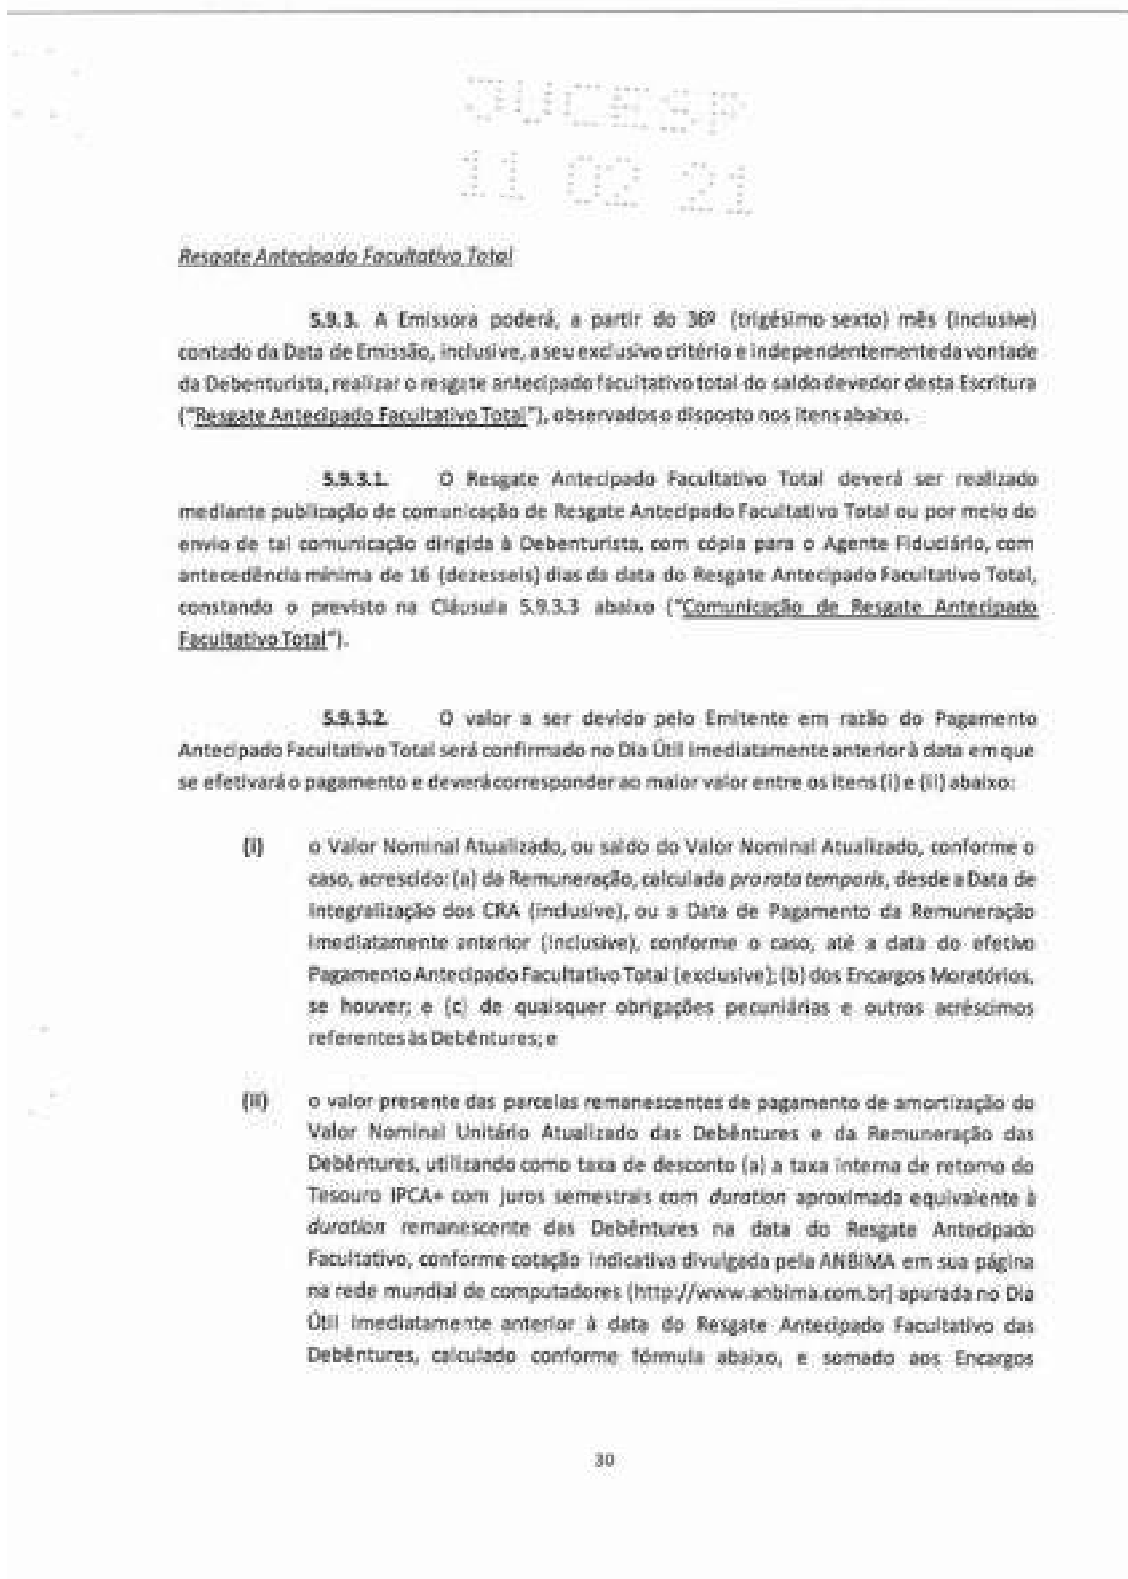 JUCESP
11 02 21
Resgate Antecipado Facultativo Total
5.9.3. A Emissora poderá, a partir do 36º (trigésimo sexto) mês (inclusive)
contado da Data de Emissão, inclusive, a seu exclusivo critério e independentemente da vontade
da Debenturista, realizar o resgate antecipado facultativo total do saldo devedor desta Escritura
("Resgate Antecipado Facultativo Total"), observados o disposto nos itens abaixo.
5.9.3.1. O Resgate Antecipado Facultativo Total deverá ser realizado
mediante publicação de comunicação de Resgate Antecipado Facultativo Total ou por meio do
envio de tal comunicação dirigida à Debenturista, com cópia para o Agente Fiduciário, com
antecedência mínima de 16 (dezesseis) dias da data do Resgate Antecipado Facultativo Total,
constando o previsto na Cláusula 5.9.3.3 abaixo ("Comunicação de Resgate Antecipado
Facultativo Total").
5.9.3.2. O valor a ser devido pelo Emitente em razão do Pagamento
Antecipado Facultativo Total será confirmado no Dia Útil imediatamente anterior à data em que
se efetivará o pagamento e deverá corresponder ao maior valor entre os itens (i) e (ii) abaixo:
(i) o Valor Nominal Atualizado, ou saldo do Valor Nominal Atualizado, conforme o
caso, acrescido: (a) da Remuneração, calculada pro rata temporis, desde a Data de
Integralização dos CRA (inclusive), ou a Data de Pagamento da Remuneração
imediatamente anterior (inclusive), conforme o caso, até a data do efetivo
Pagamento Antecipado Facultativo Total (exclusive); (b) dos Encargos Moratórios,
se houver; e (c) de quaisquer obrigações pecuniárias e outros acréscimos
referentes às Debêntures; e
(ii) o valor presente das parcelas remanescentes de pagamento de amortização do
Valor Nominal Unitário Atualizado das Debêntures e da Remuneração das
Debêntures, utilizando como taxa de desconto (a) a taxa interna de retorno do
Tesouro IPCA+ com juros semestrais com duration aproximada equivalente à
duration remanescente das Debêntures na data do Resgate Antecipado
Facultativo, conforme cotação indicativa divulgada pela ANBIMA em sua página
na rede mundial de computadores (http://www.anbima.com.br) apurada no Dia
Útil imediatamente anterior à data do Resgate Antecipado Facultativo das
Debêntures, calculado conforme fórmula abaixo, e somado aos Encargos
30